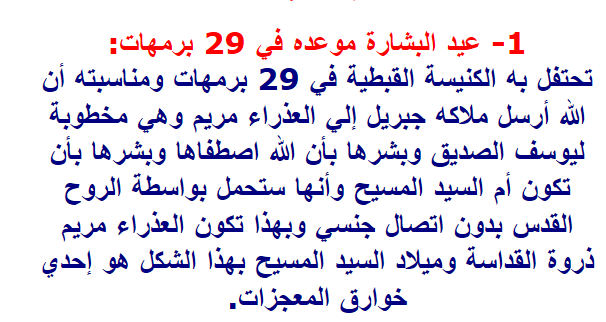 1- عيد البشارة موعده في 29 برمهات:
تحتفل به الكنيسة القبطية في 29 برمهات ومناسبته أن
الله أرسل ملاكه جبريل إلي العذراء مريم وهي مخطوبة
ليوسف الصديق وبشرها بأن الله اصطفاها وبشرها بأن
تكون أم السيد المسيح وأنها ستحمل بواسطة الروح
القدس بدون اتصال جنسي وبهذا تكون العذراء مريم
ذروة القداسة وميلاد السيد المسيح بهذا الشكل هو إحدي
خوارق المعجزات.